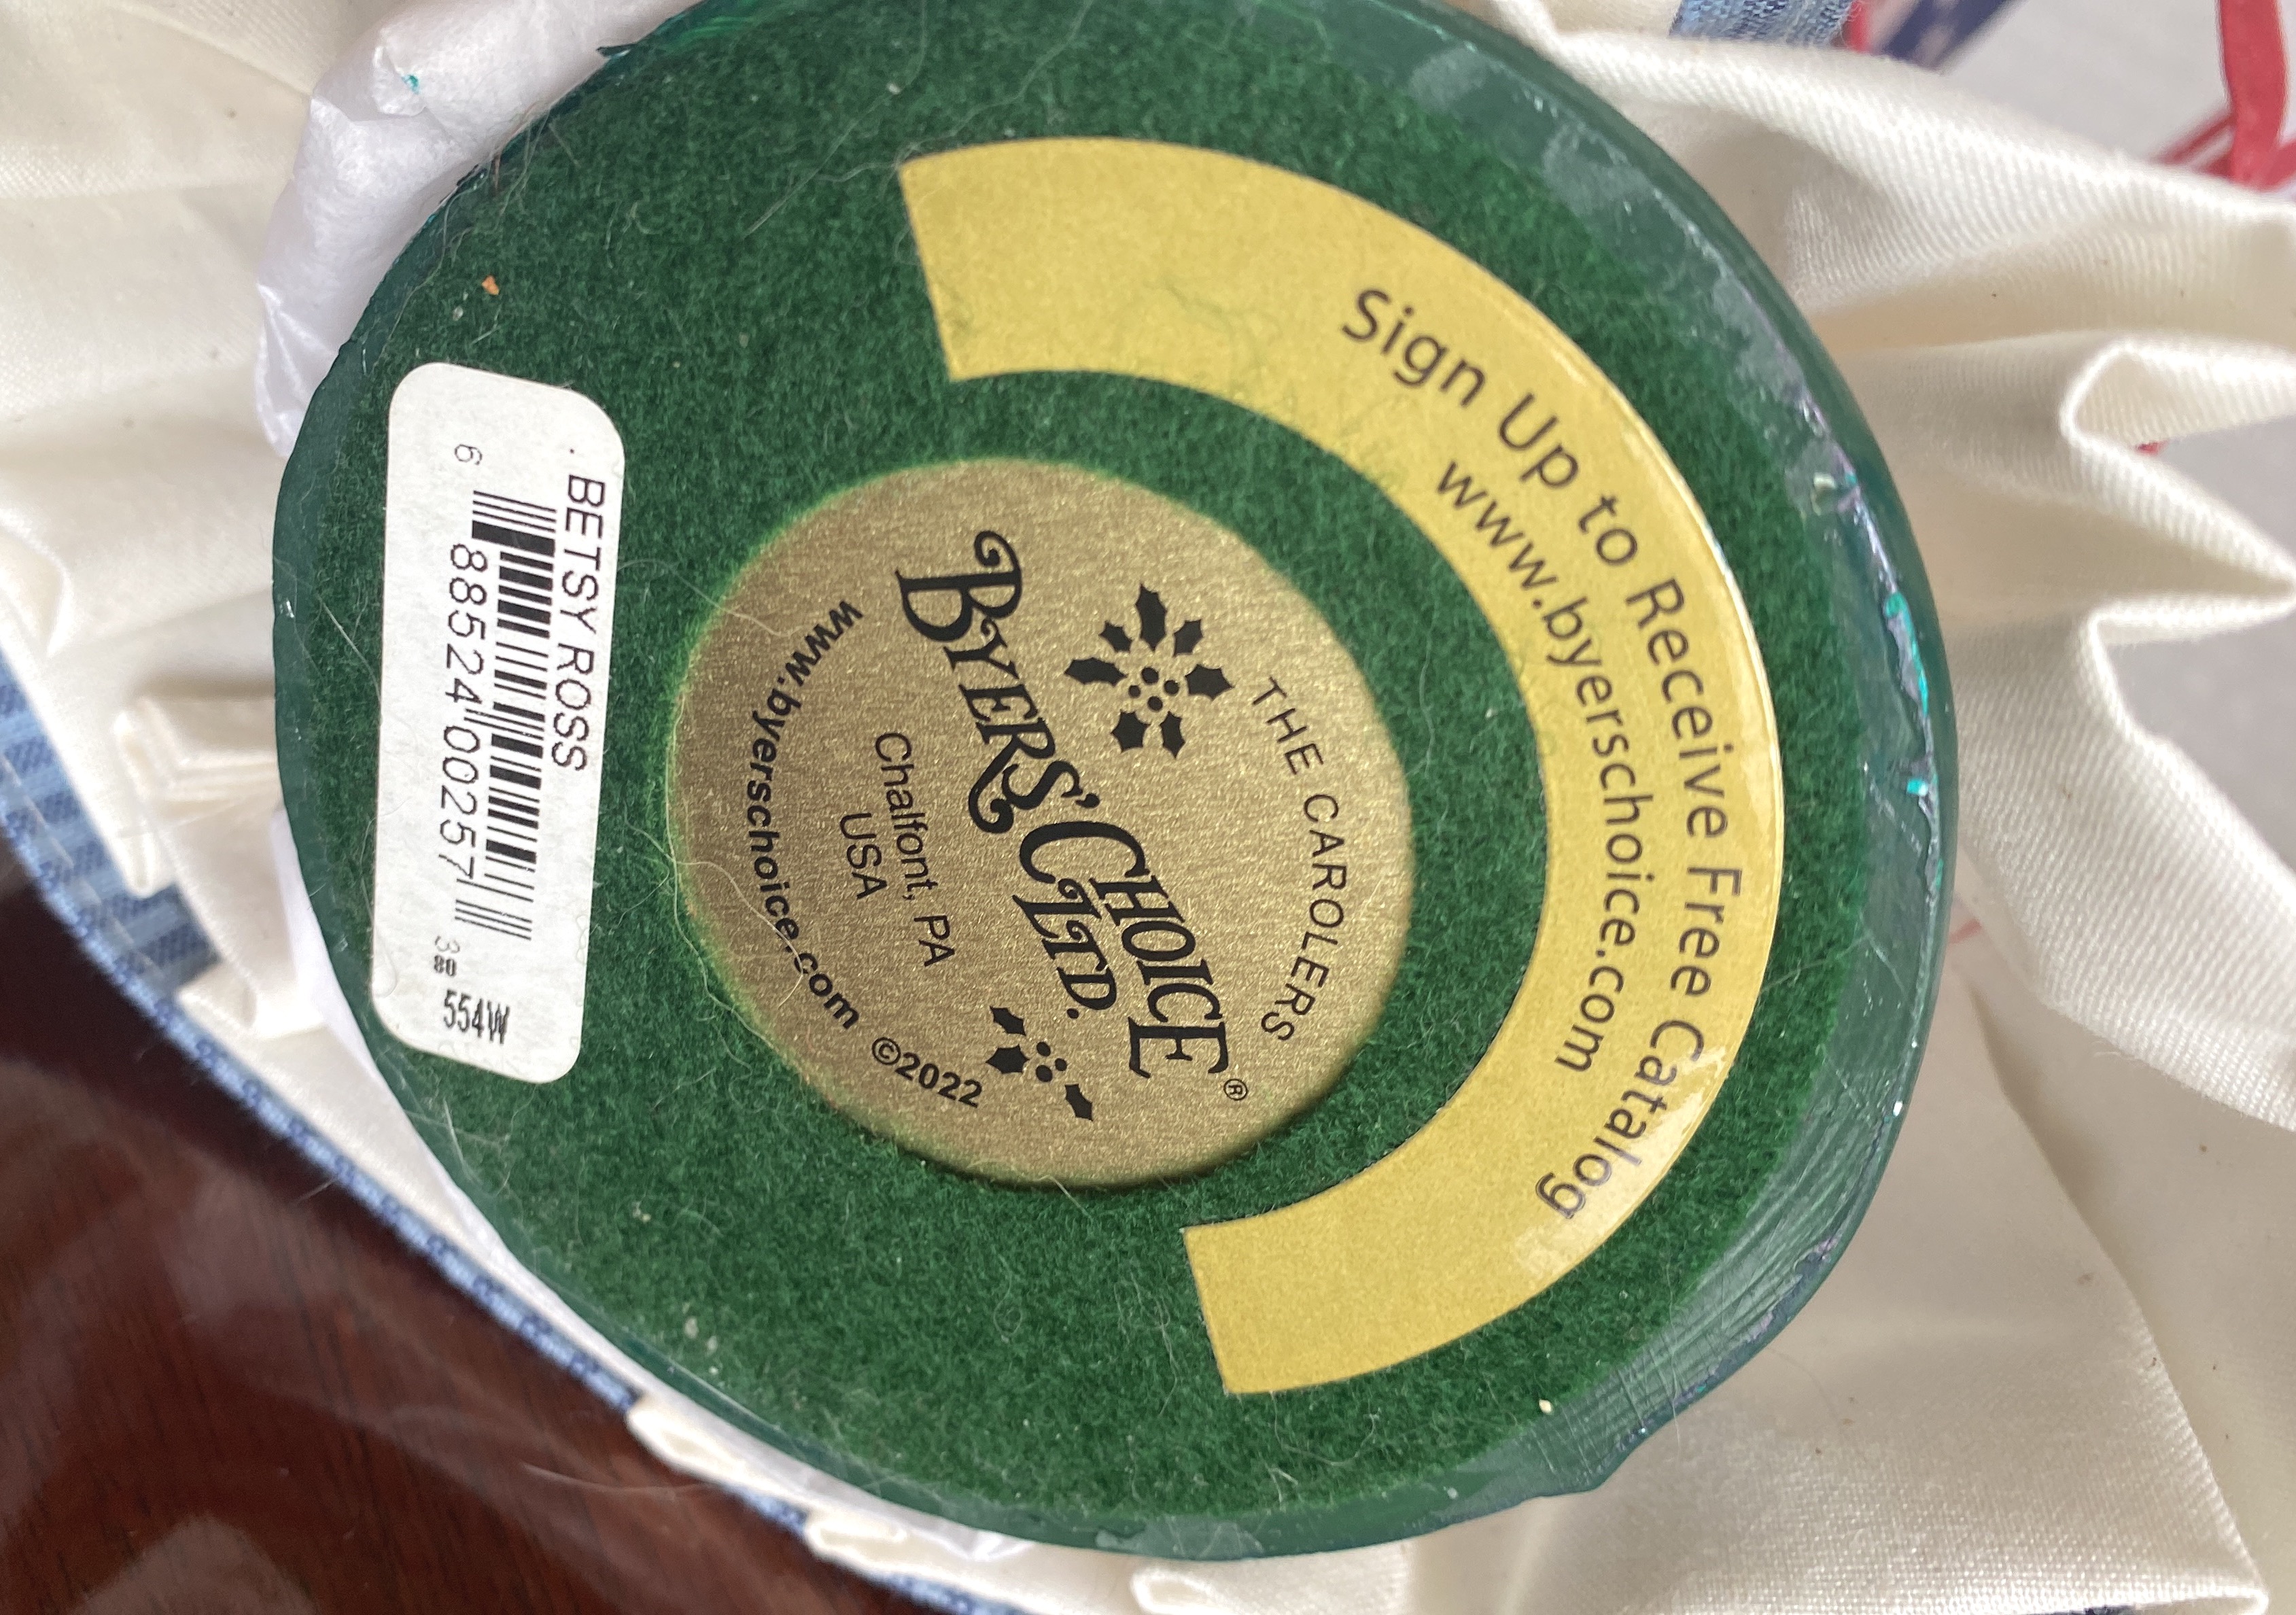 Sign Up to Receive Free Catalog
www.byerschoice.com
THE CAROLERS
BYERS' CHOICE®
LTD.
Chalfont, PA
USA
www.byerschoice.com ©2022
BETSY ROSS
6 88524 00257
554W